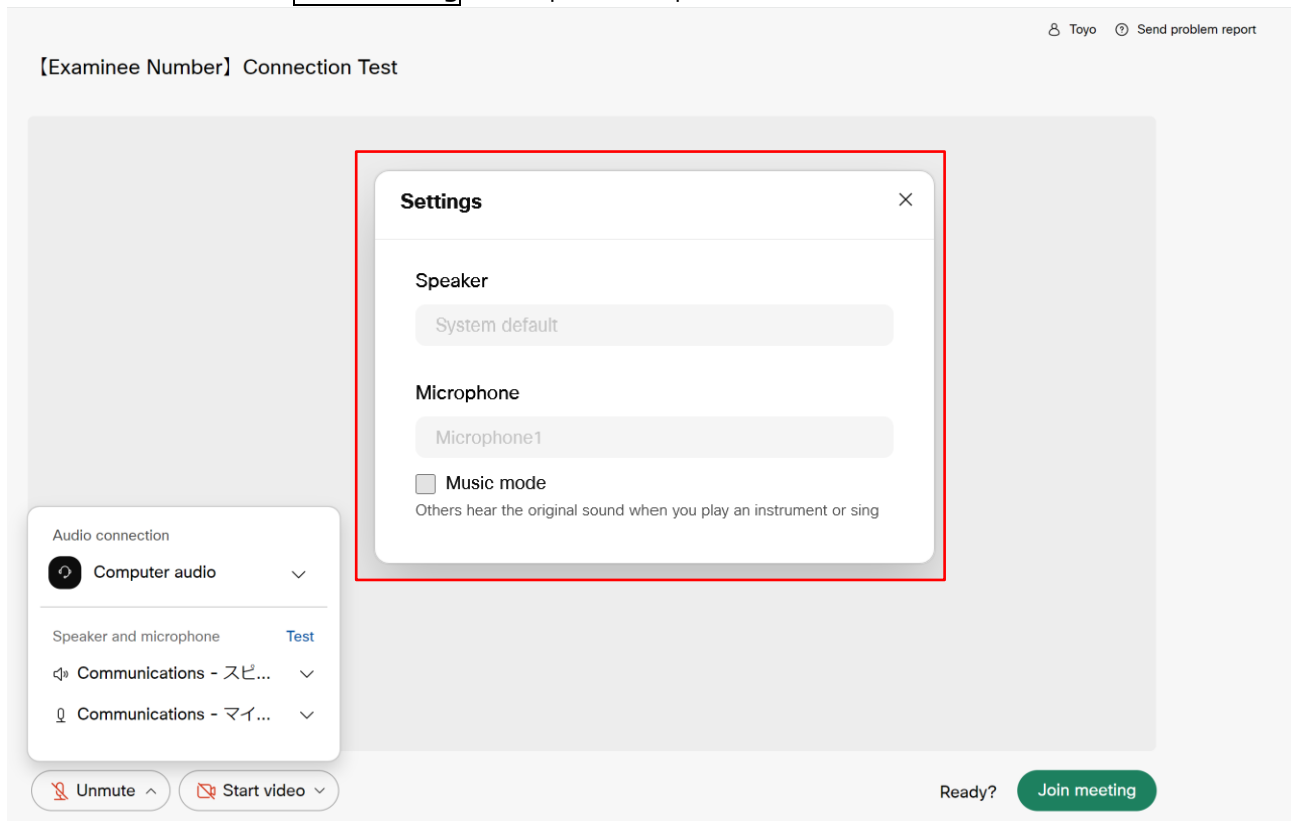 Toyo Send problem report
【Examinee Number】Connection Test
Settings
Speaker
System default
Microphone
Microphone1
Music mode
Others hear the original sound when you play an instrument or sing
Audio connection
Computer audio
Speaker and microphone Test
Communications - スピ...
Communications - マイ...
Unmute Start video Ready? Join meeting